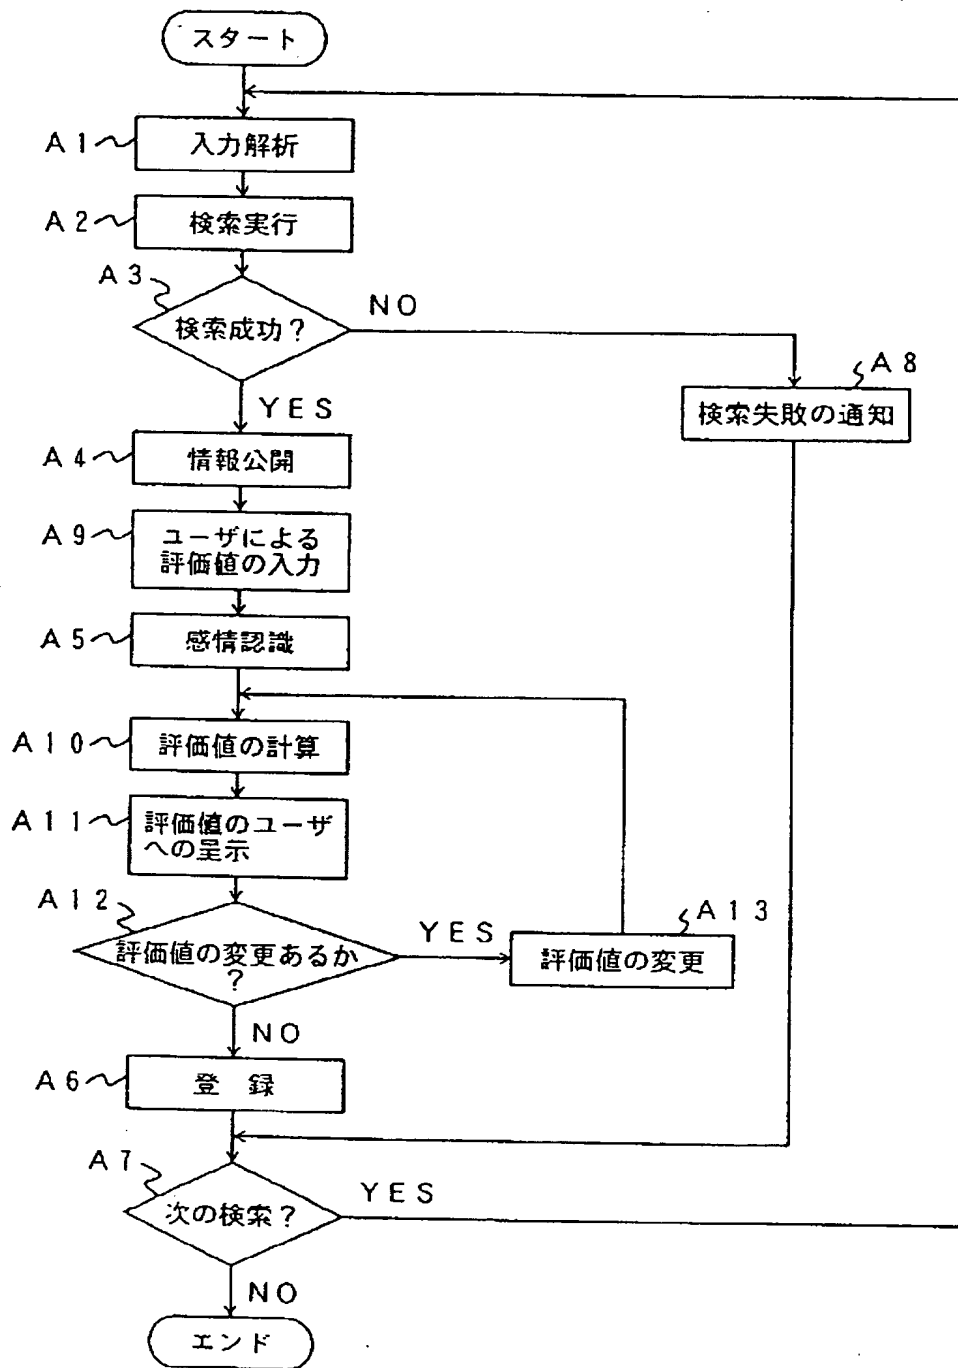 スタート
A1
入力解析
A2
検索実行
A3
検索成功?
NO
YES
A8
検索失敗の通知
A4
情報公開
A9
ユーザによる
評価値の入力
A5
感情認識
A10
評価値の計算
A11
評価値のユーザ
への呈示
A12
評価値の変更あるか
?
YES
A13
評価値の変更
NO
A6
登 録
A7
次の検索?
YES
NO
エンド